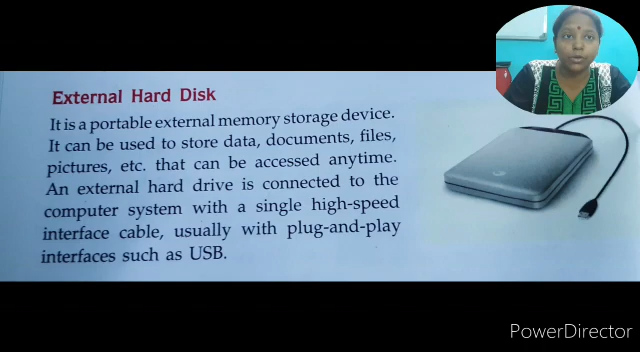 External Hard Disk
It is a portable external memory storage device.
It can be used to store data, documents, files,
pictures, etc. that can be accessed anytime.
An external hard drive is connected to the
computer system with a single high-speed
interface cable, usually with plug-and-play
interfaces such as USB.
PowerDirector